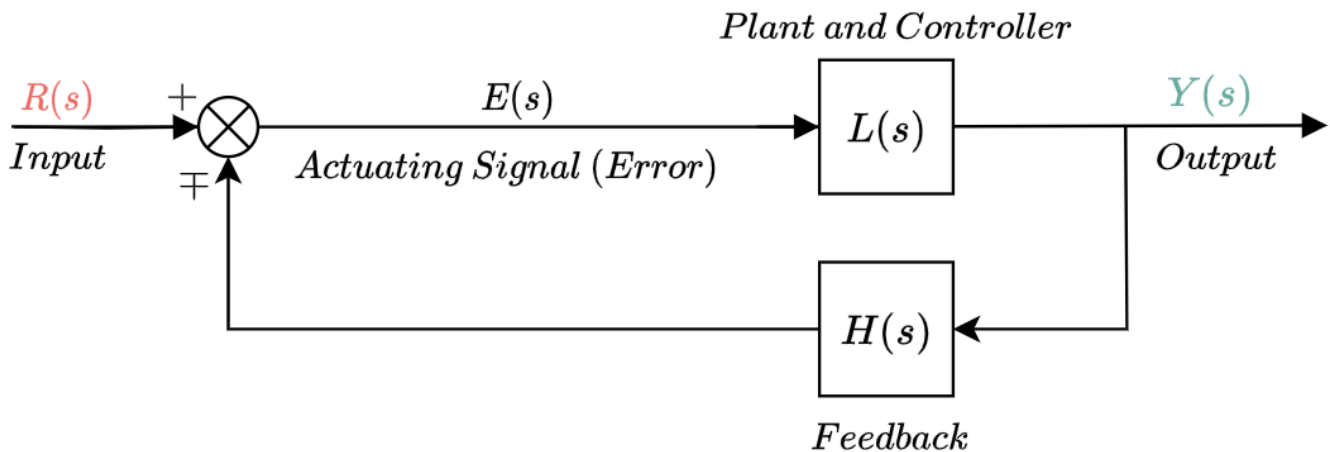 Plant and Controller
R(s)
+
E(s)
L(s)
Y(s)
Input
∓
Actuating Signal (Error)
Output
H(s)
Feedback